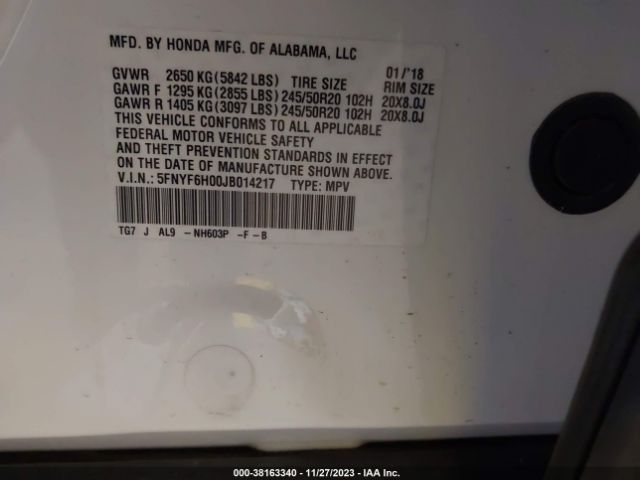 MFD. BY HONDA MFG. OF ALABAMA, LLC
GVWR 2650 KG(5842 LBS) TIRE SIZE 01/'18 RIM SIZE
GAWR F 1295 KG(2855 LBS)245/50R20 102H 20X8.0J
GAWR R 1405 KG(3097 LBS)245/50R20 102H 20X8.0J
THIS VEHICLE CONFORMS TO ALL APPLICABLE
FEDERAL MOTOR VEHICLE SAFETY
AND THEFT PREVENTION STANDARDS IN EFFECT
ON THE DATE OF MANUFACTURE SHOWN ABOVE.
V.I.N.: 5FNYF6H00JB014217 TYPE: MPV
TG7 J AL9 -NH603P -F-B
000-38163340 - 11/27/2023 - IAA Inc.